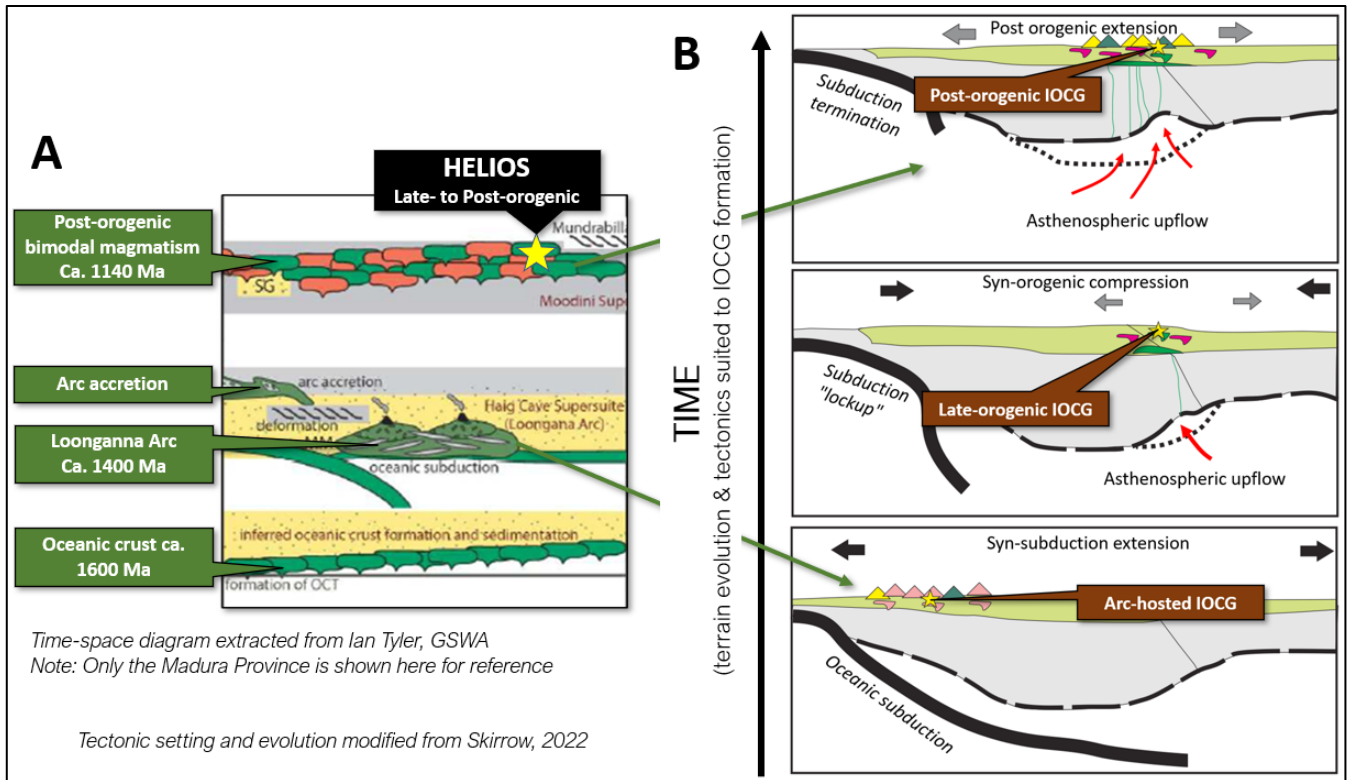 A
HELIOS
Late- to Post-orogenic
Post-orogenic
bimodal magmatism
Ca. 1140 Ma
Mundrabilla
SG
Moodini Sup
Arc accretion
arc accretion
Haig Cave Supersuite
(Loongana Arc)
deformation
MM
Loonganna Arc
Ca. 1400 Ma
oceanic subduction
Oceanic crust ca.
1600 Ma
inferred oceanic crust formation and sedimentation
formation of OCT
Time-space diagram extracted from Ian Tyler, GSWA
Note: Only the Madura Province is shown here for reference
Tectonic setting and evolution modified from Skirrow, 2022
B
TIME
(terrain evolution & tectonics suited to IOCG formation)
Post orogenic extension
Subduction
termination
Post-orogenic IOCG
Asthenospheric upflow
Syn-orogenic compression
Subduction
"lockup"
Late-orogenic IOCG
Asthenospheric upflow
Syn-subduction extension
Arc-hosted IOCG
Oceanic subduction